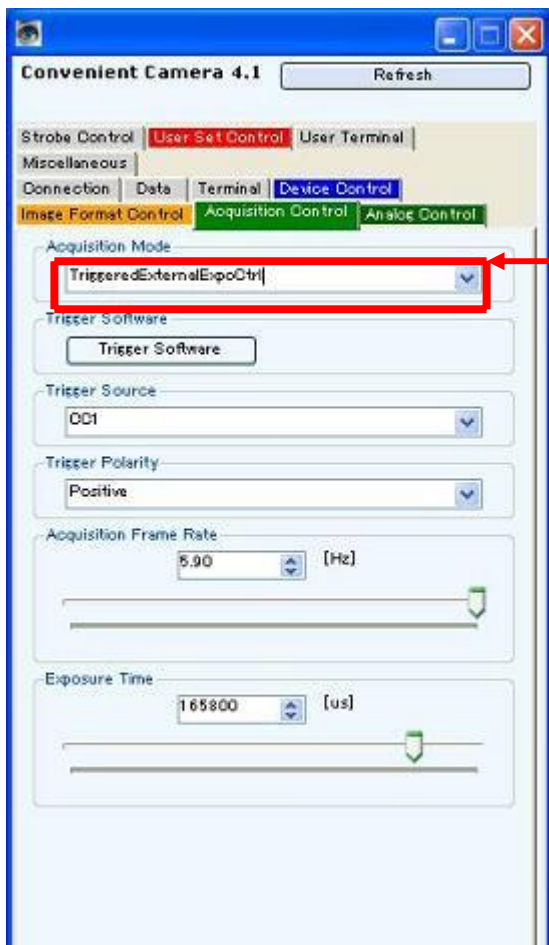 Convenient Camera 4.1
Refresh
Strobe Control User Set Control User Terminal
Miscellaneous
Connection Data Terminal Device Control
Image Format Control Acquisition Control Analog Control
Acquisition Mode
TriggeredExternalExpoCtrl
Trigger Software
Trigger Software
Trigger Source
CC1
Trigger Polarity
Positive
Acquisition Frame Rate
5.90 [Hz]
Exposure Time
165800 [us]